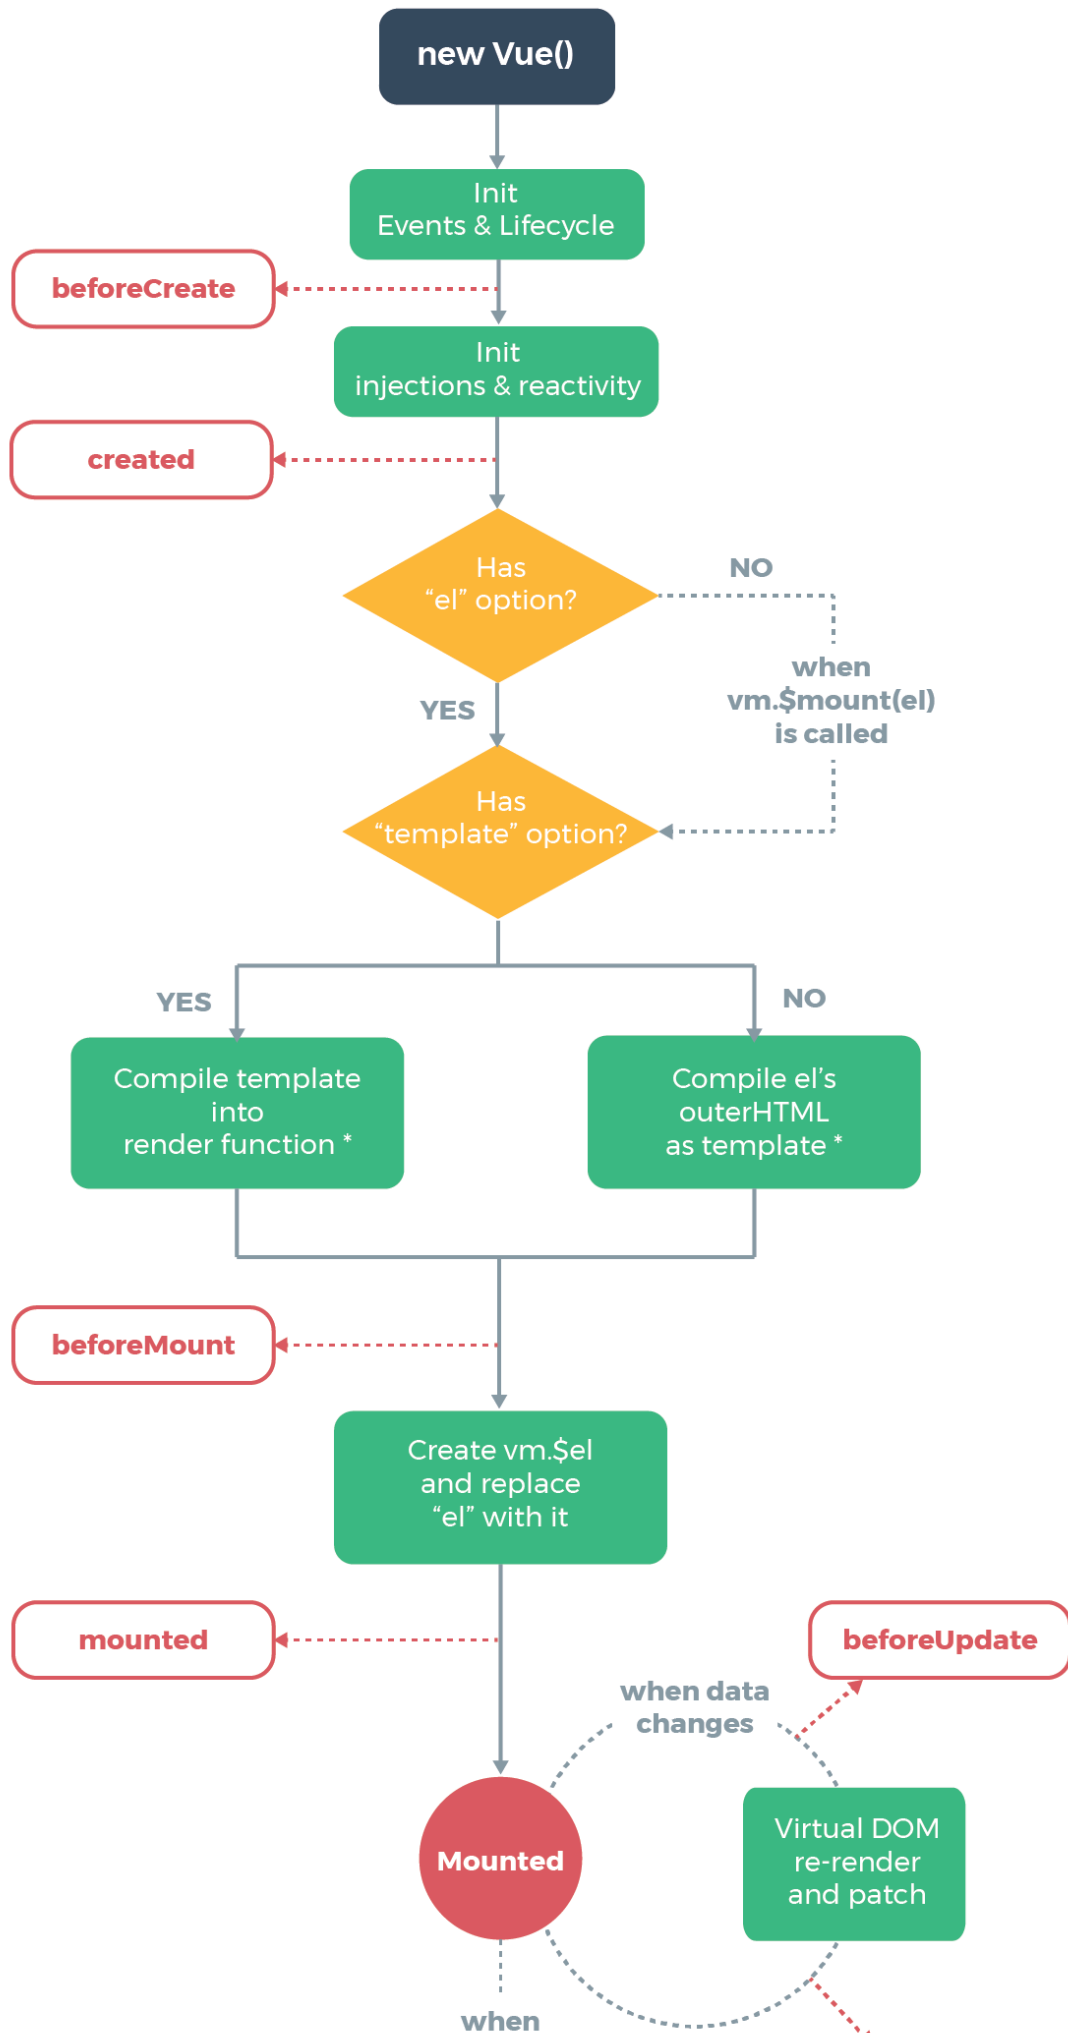 new Vue()
Init
Events & Lifecycle
beforeCreate
Init
injections & reactivity
created
Has
“el” option?
NO
when
vm.$mount(el)
is called
YES
Has
“template” option?
YES
NO
Compile template
into
render function *
Compile el’s
outerHTML
as template *
beforeMount
Create vm.$el
and replace
“el” with it
mounted
beforeUpdate
when data
changes
Mounted
Virtual DOM
re-render
and patch
when